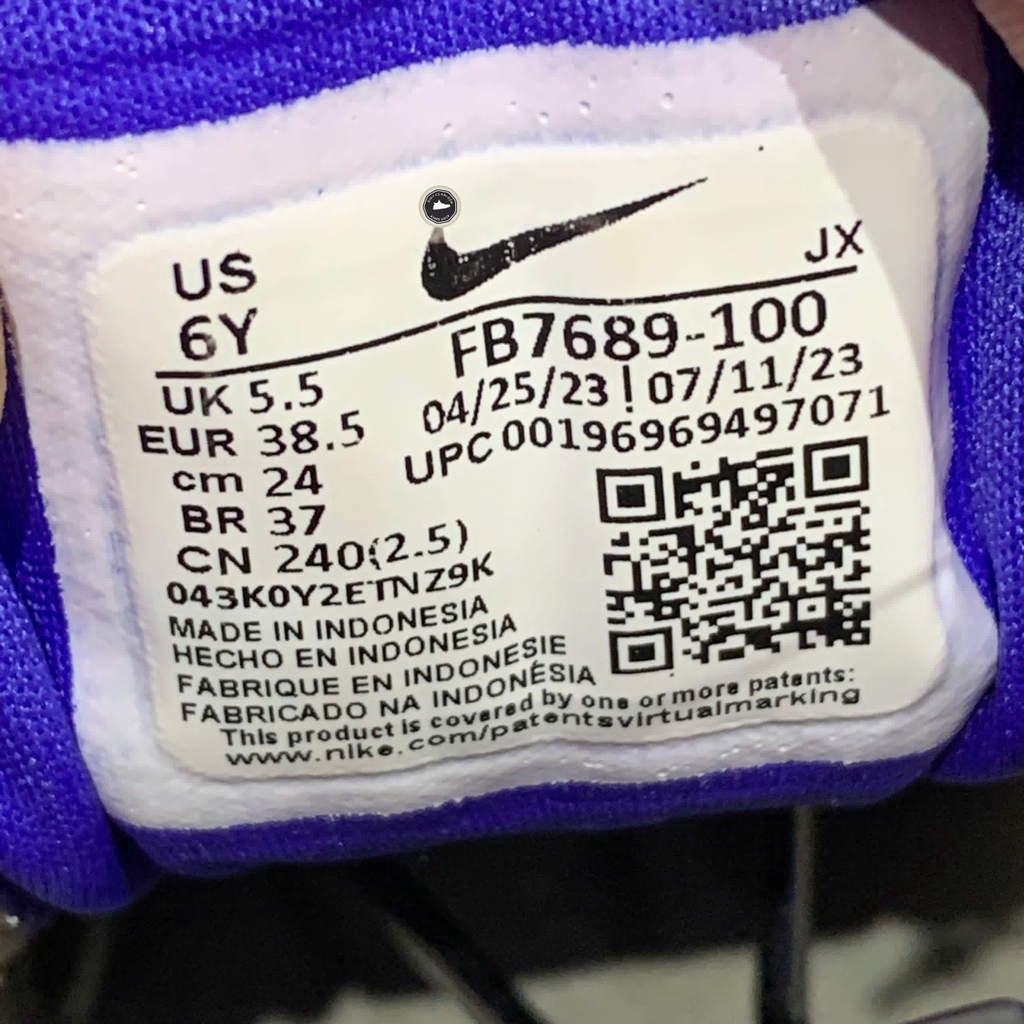 US
6Y
JX
FB7689-100
04/25/23 | 07/11/23
UPC 00196969497071
UK 5.5
EUR 38.5
cm 24
BR 37
CN 240(2.5)
043K0Y2ETNZ9K
MADE IN INDONESIA
HECHO EN INDONESIA
FABRIQUE EN INDONESIE
FABRICADO NA INDONÉSIA
This product is covered by one or more patents:
www.nike.com/patentsvirtualmarking